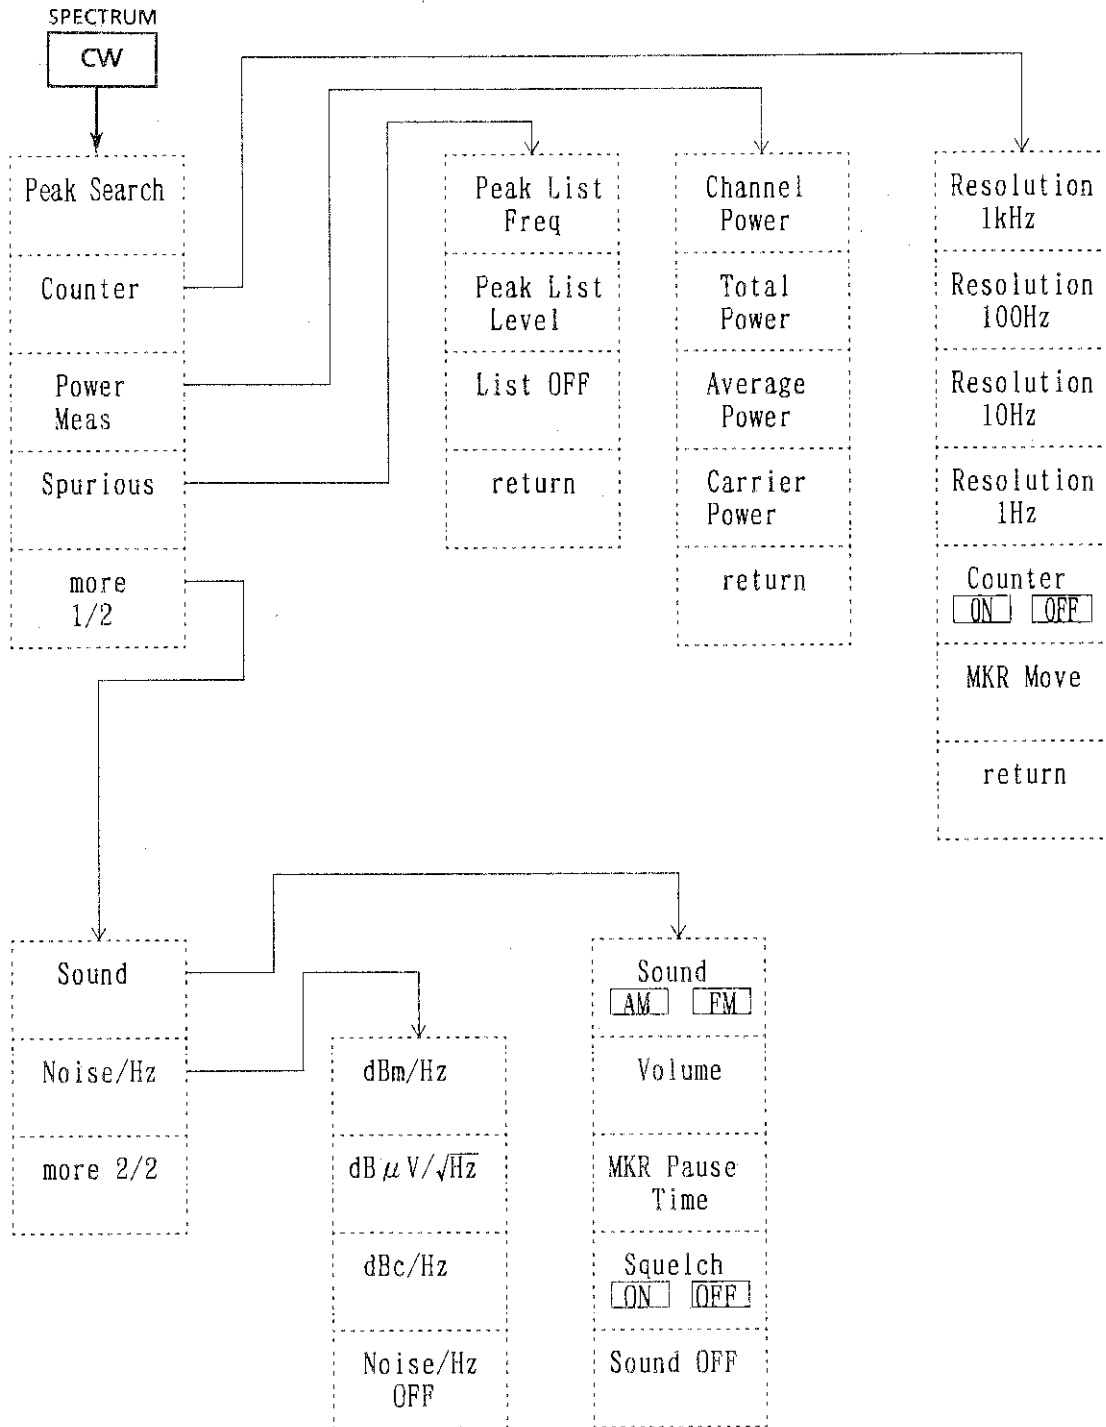 SPECTRUM
CW
Peak Search
Counter
Power
Meas
Spurious
more
1/2
Peak List
Freq
Peak List
Level
List OFF
return
Channel
Power
Total
Power
Average
Power
Carrier
Power
return
Resolution
1kHz
Resolution
100Hz
Resolution
10Hz
Resolution
1Hz
Counter
ON OFF
MKR Move
return
Sound
Noise/Hz
more 2/2
dBm/Hz
dBμV/√Hz
dBc/Hz
Noise/Hz
OFF
Sound
AM FM
Volume
MKR Pause
Time
Squelch
ON OFF
Sound OFF